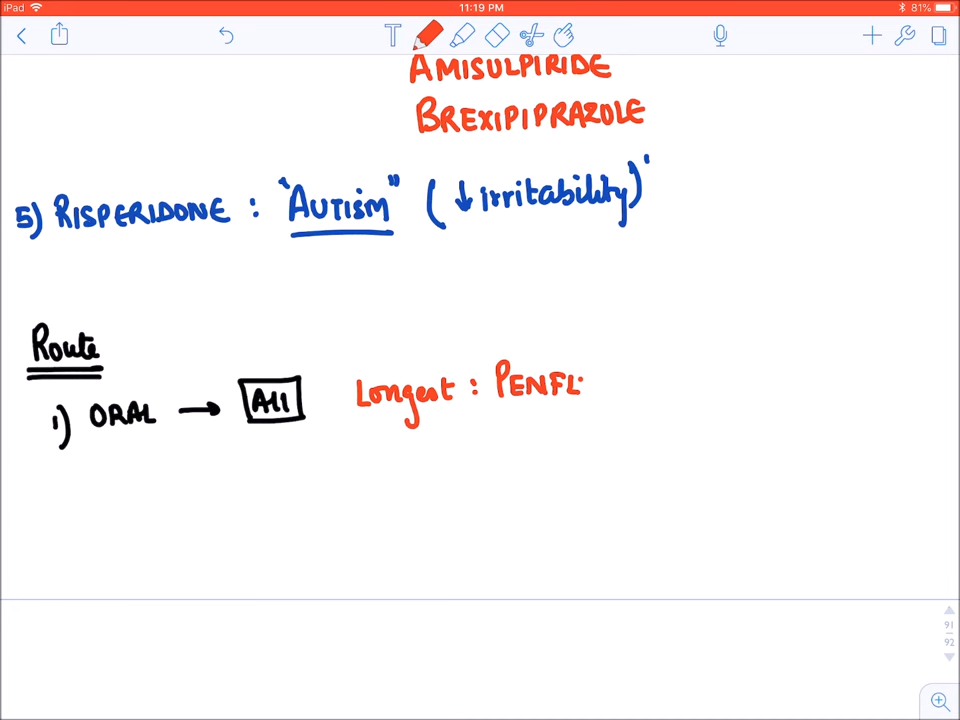 iPad 11:19 PM 81%
T
AMISULPIRIDE
BREXIPIPRAZOLE
5) RISPERIDONE : "AUTISM" (↓irritability)'
Route
1) ORAL → All Longest : PENFL
91
92